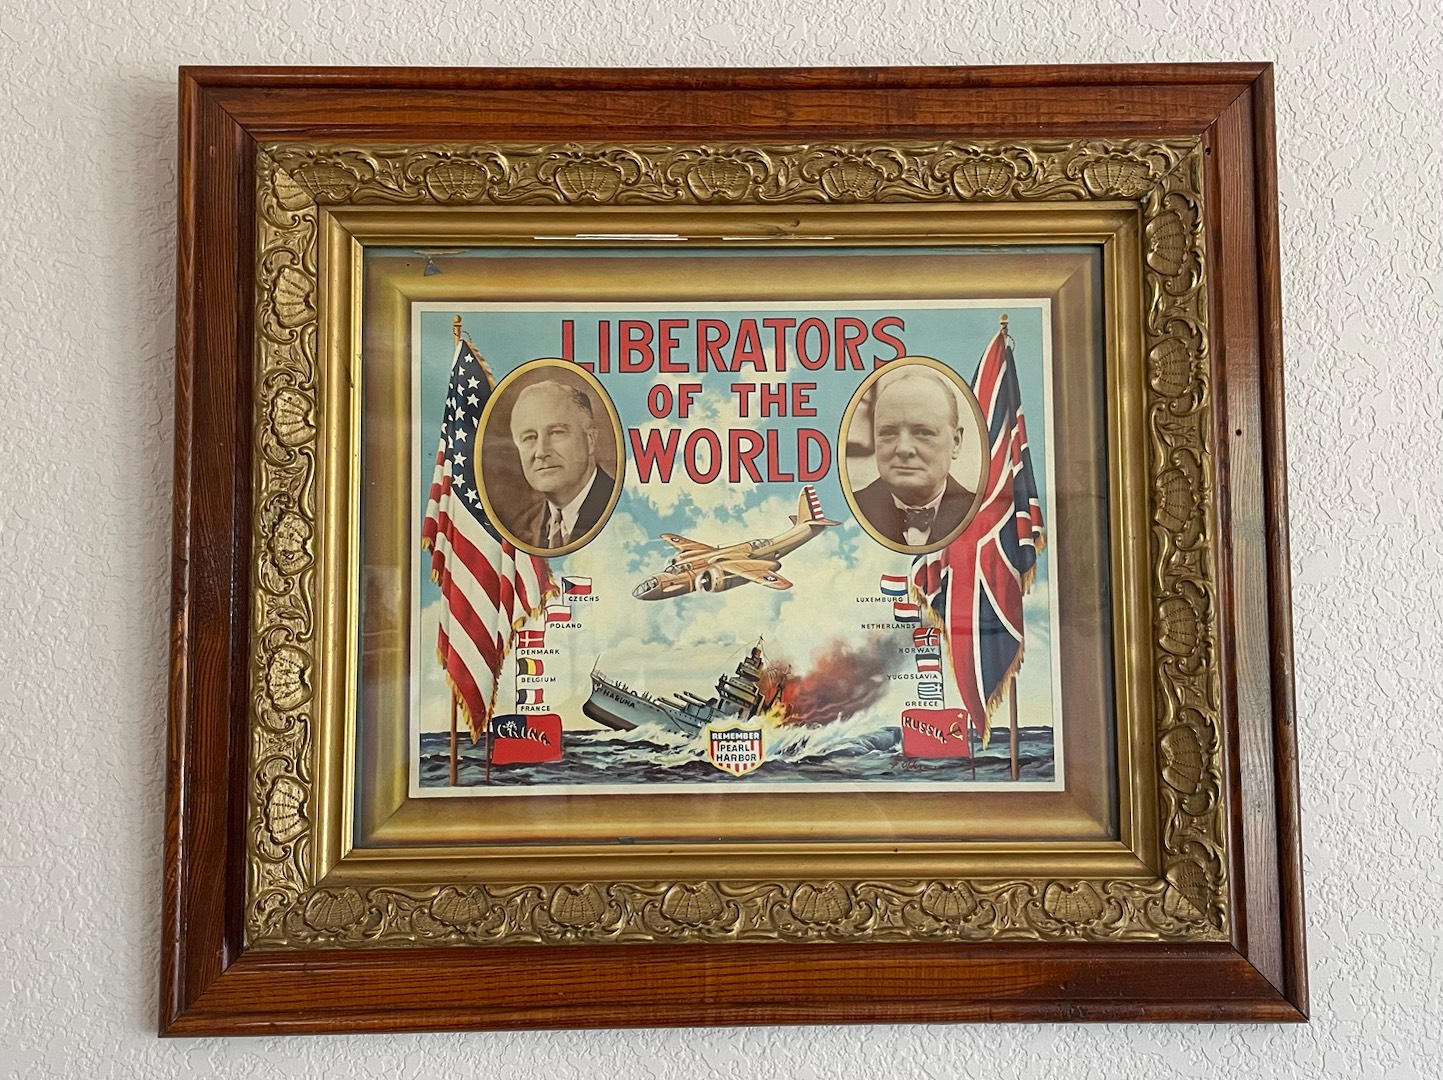 LIBERATORS
OF THE
WORLD
CZECHS
POLAND
DENMARK
BELGIUM
FRANCE
CHINA
LUXEMBURG
NETHERLANDS
NORWAY
YUGOSLAVIA
GREECE
RUSSIA
HARUNA
REMEMBER
PEARL
HARBOR